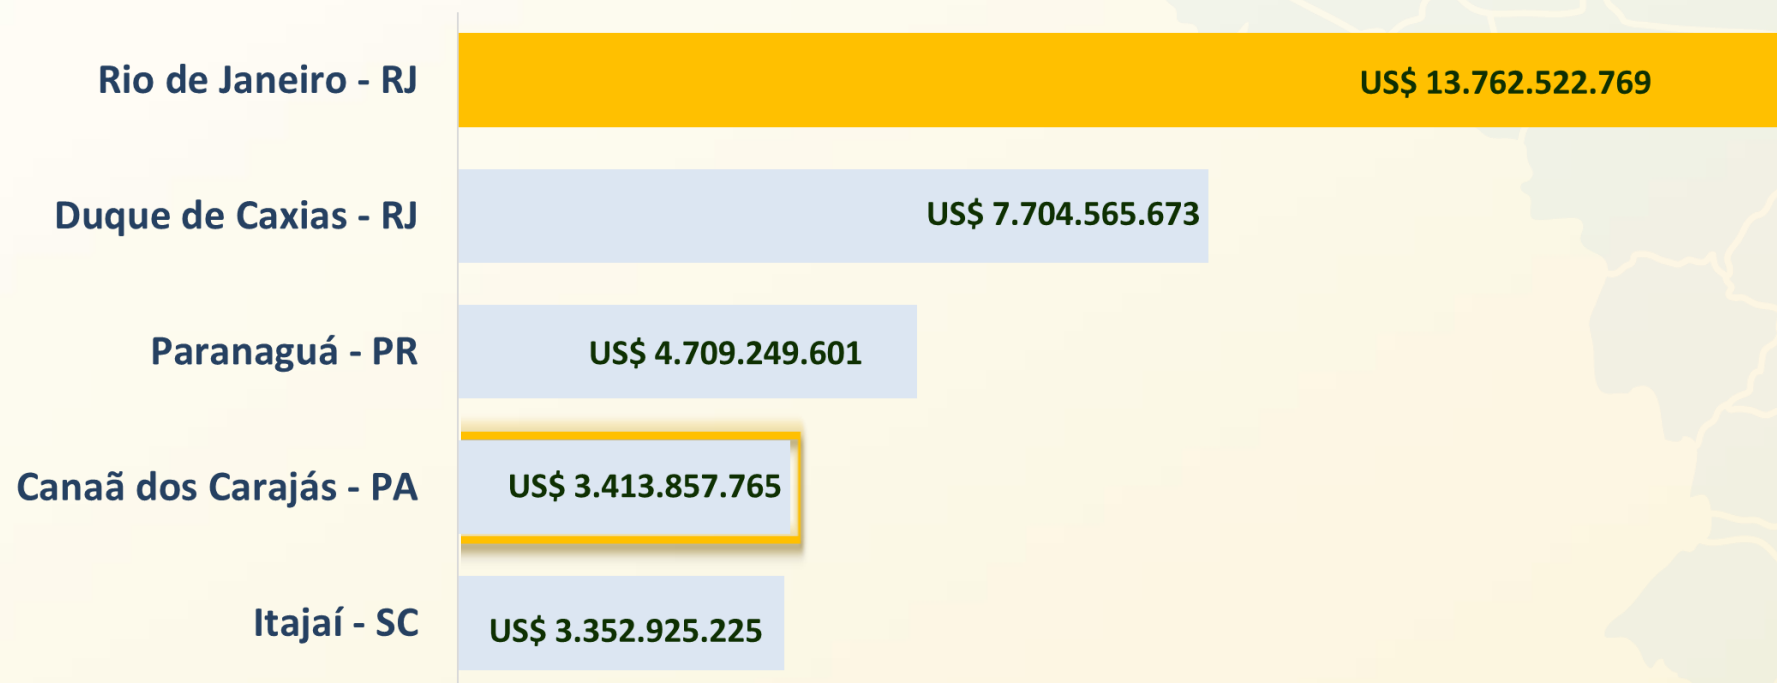 Rio de Janeiro - RJ US$ 13.762.522.769
Duque de Caxias - RJ US$ 7.704.565.673
Paranaguá - PR US$ 4.709.249.601
Canaã dos Carajás - PA US$ 3.413.857.765
Itajaí - SC US$ 3.352.925.225